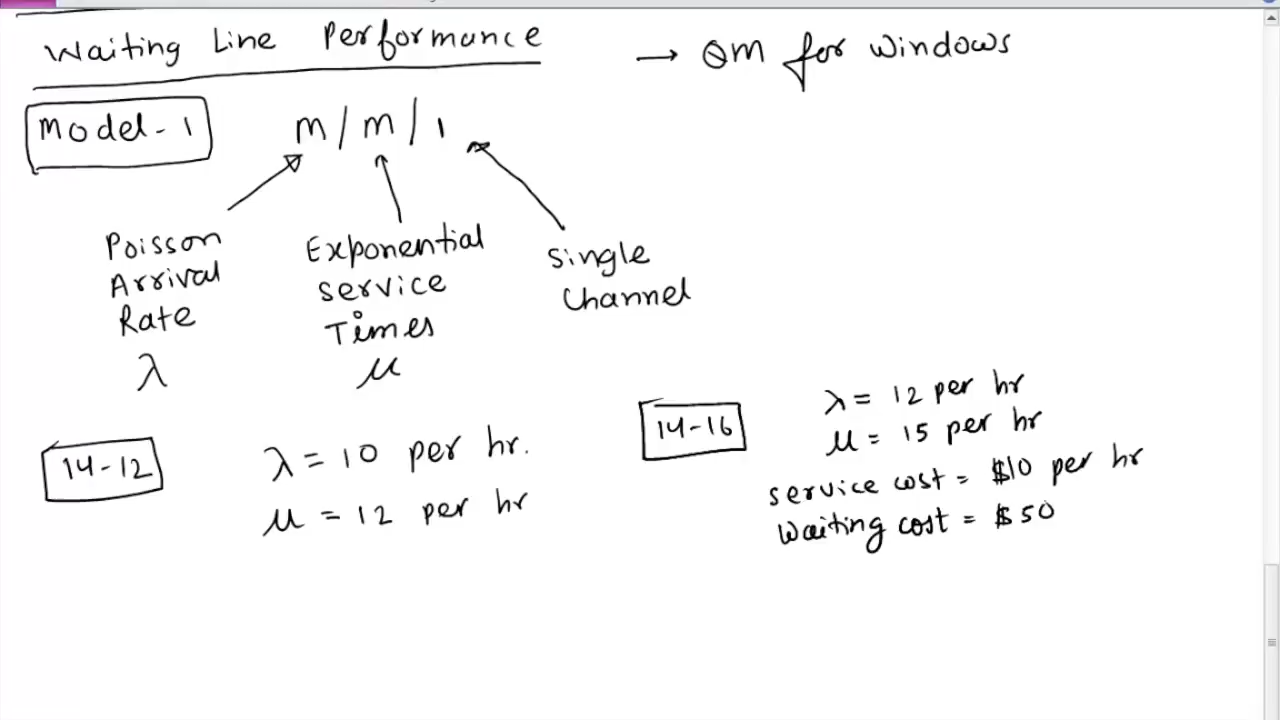 Waiting Line Performance → QM for Windows
Model-1 M/M/1
Poisson
Arrival
Rate
λ
Exponential
Service
Times
μ
Single
Channel
14-12
λ = 10 per hr.
μ = 12 per hr
14-16
λ = 12 per hr
μ = 15 per hr
service cost = $10 per hr
Waiting cost = $50